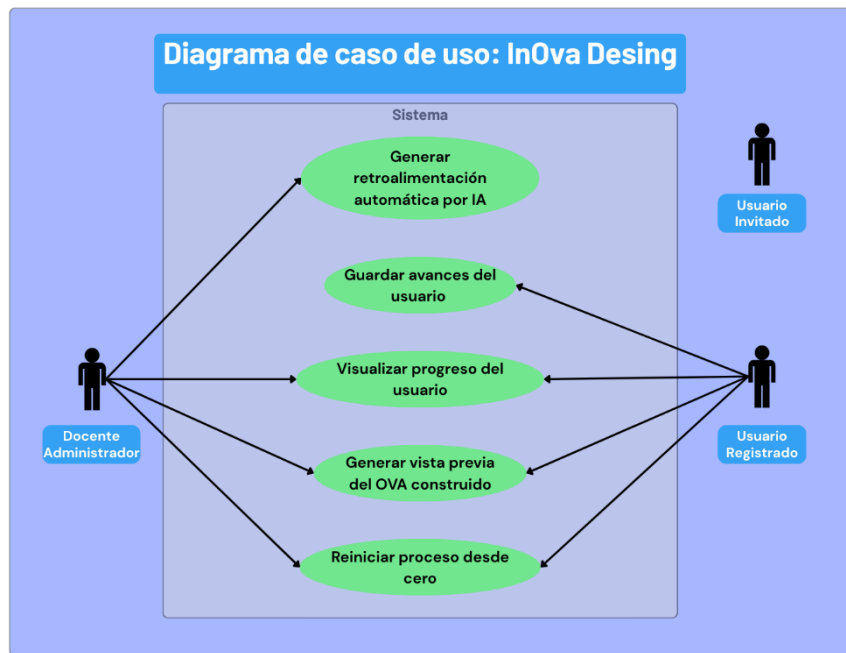 Diagrama de caso de uso: InOva Desing
Sistema
Generar
retroalimentación
automática por IA
Usuario
Invitado
Guardar avances del
usuario
Visualizar progreso del
usuario
Docente
Administrador
Usuario
Registrado
Generar vista previa
del OVA construido
Reiniciar proceso desde
cero